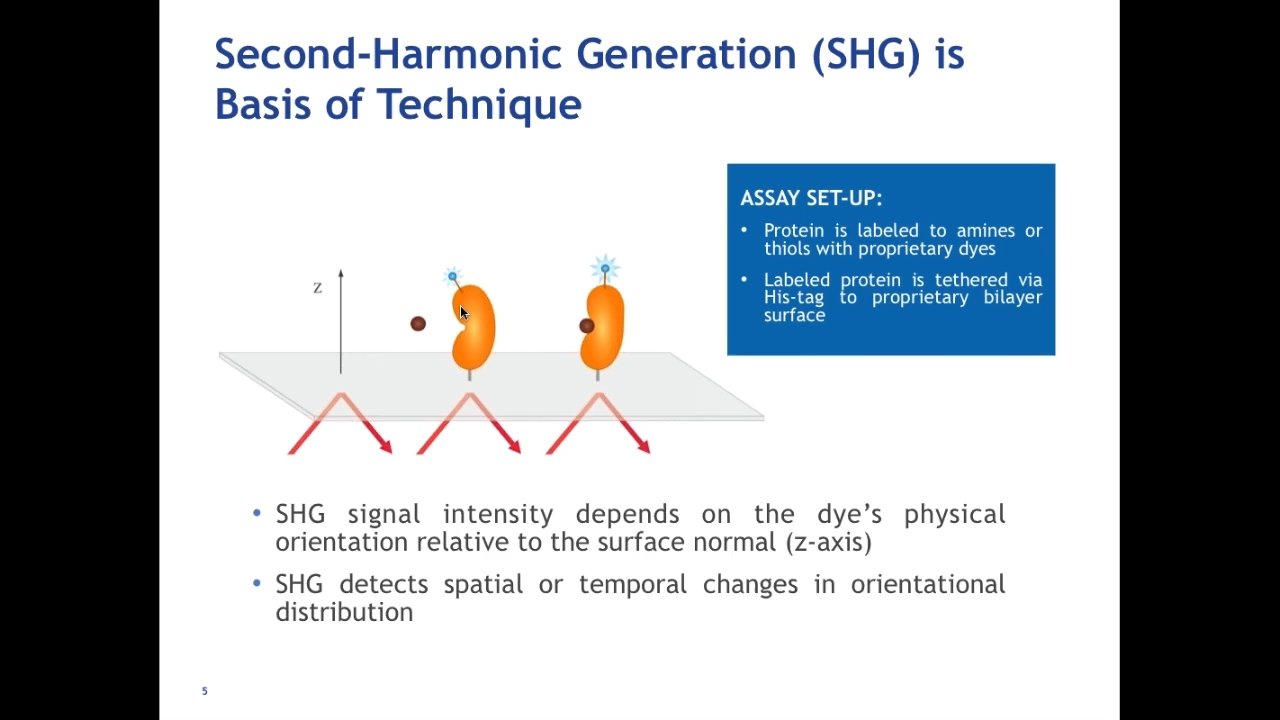 Second-Harmonic Generation (SHG) is
Basis of Technique
ASSAY SET-UP:
• Protein is labeled to amines or
thiols with proprietary dyes
• Labeled protein is tethered via
His-tag to proprietary bilayer
surface
z
• SHG signal intensity depends on the dye’s physical
orientation relative to the surface normal (z-axis)
• SHG detects spatial or temporal changes in orientational
distribution
5